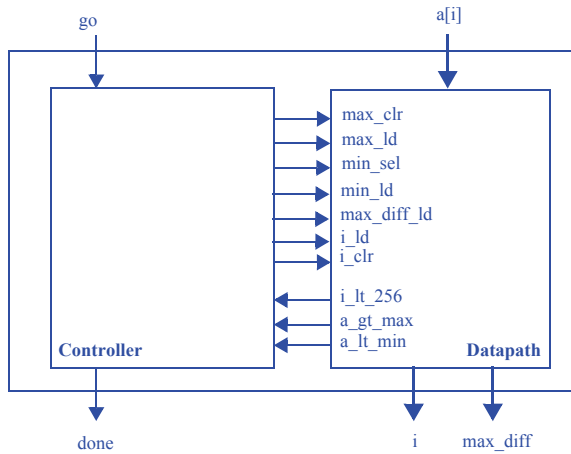 go
a[i]
max_clr
max_ld
min_sel
min_ld
max_diff_ld
i_ld
i_clr
i_lt_256
a_gt_max
a_lt_min
Controller
Datapath
done
i
max_diff